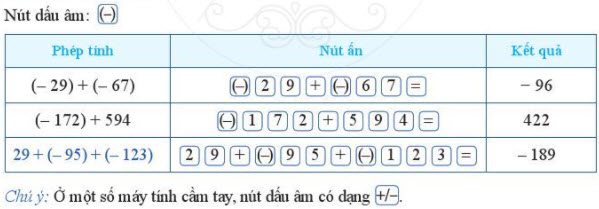 Nút dấu âm: (–)
Phép tính Nút ấn Kết quả
(– 29) + (– 67) (–) 2 9 + (–) 6 7 = – 96
(– 172) + 594 (–) 1 7 2 + 5 9 4 = 422
29 + (– 95) + (– 123) 2 9 + (–) 9 5 + (–) 1 2 3 = – 189
Chú ý: Ở một số máy tính cầm tay, nút dấu âm có dạng +/–.